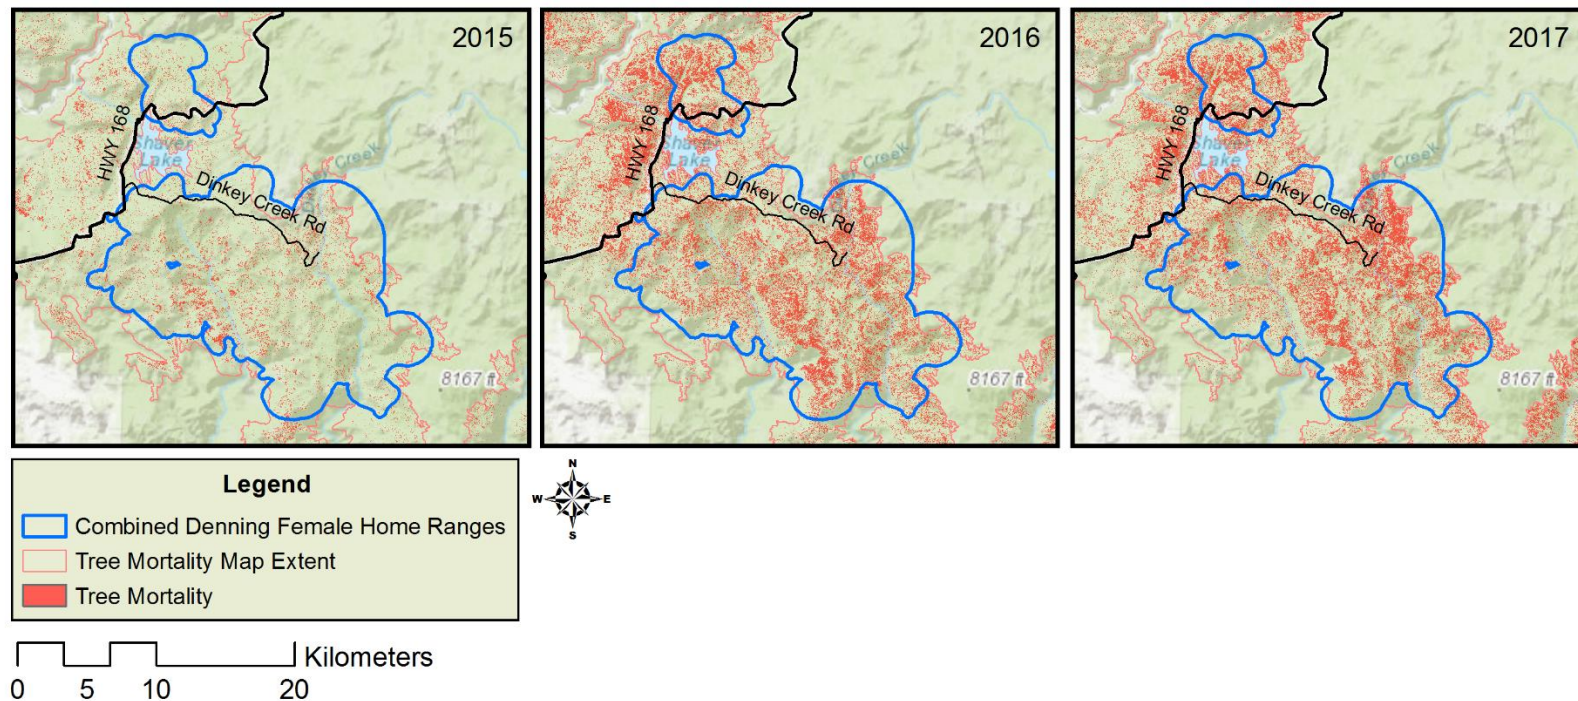 2015
HWY 168
Shaver
Lake
Creek
Dinkey Creek Rd
8167 ft
2016
HWY 168
Shaver
Lake
Creek
Dinkey Creek Rd
8167 ft
2017
HWY 168
Shaver
Lake
Creek
Dinkey Creek Rd
8167 ft
Legend
Combined Denning Female Home Ranges
Tree Mortality Map Extent
Tree Mortality
N
W E
S
Kilometers
0 5 10 20